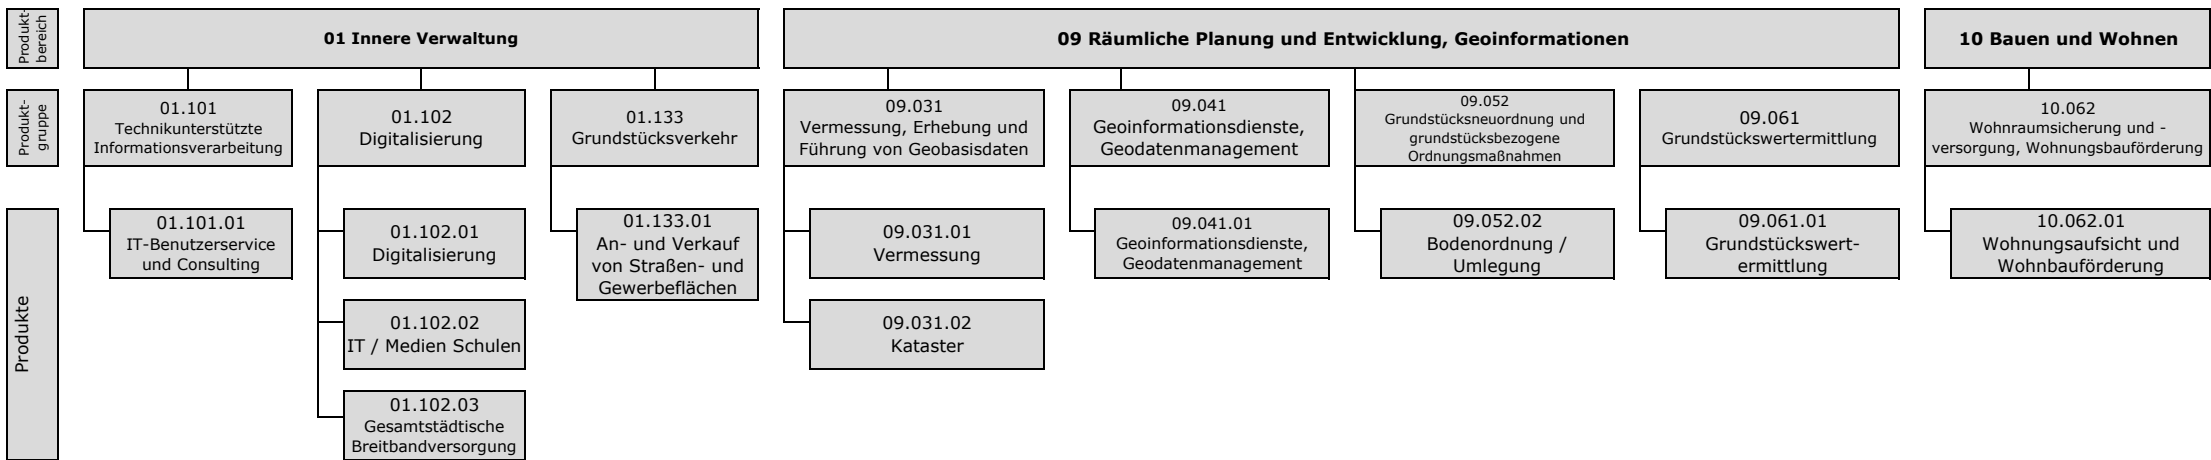 Produkt-
bereich
01 Innere Verwaltung
09 Räumliche Planung und Entwicklung, Geoinformationen
10 Bauen und Wohnen
Produkt-
gruppe
01.101
Technikunterstützte
Informationsverarbeitung
01.102
Digitalisierung
01.133
Grundstücksverkehr
09.031
Vermessung, Erhebung und
Führung von Geobasisdaten
09.041
Geoinformationsdienste,
Geodatenmanagement
09.052
Grundstücksneuordnung und
grundstücksbezogene
Ordnungsmaßnahmen
09.061
Grundstückswertermittlung
10.062
Wohnraumsicherung und -
versorgung, Wohnungsbauförderung
Produkte
01.101.01
IT-Benutzerservice
und Consulting
01.102.01
Digitalisierung
01.133.01
An- und Verkauf
von Straßen- und
Gewerbeflächen
09.031.01
Vermessung
09.041.01
Geoinformationsdienste,
Geodatenmanagement
09.052.02
Bodenordnung /
Umlegung
09.061.01
Grundstückswert-
ermittlung
10.062.01
Wohnungsaufsicht und
Wohnbauförderung
01.102.02
IT / Medien Schulen
09.031.02
Kataster
01.102.03
Gesamtstädtische
Breitbandversorgung